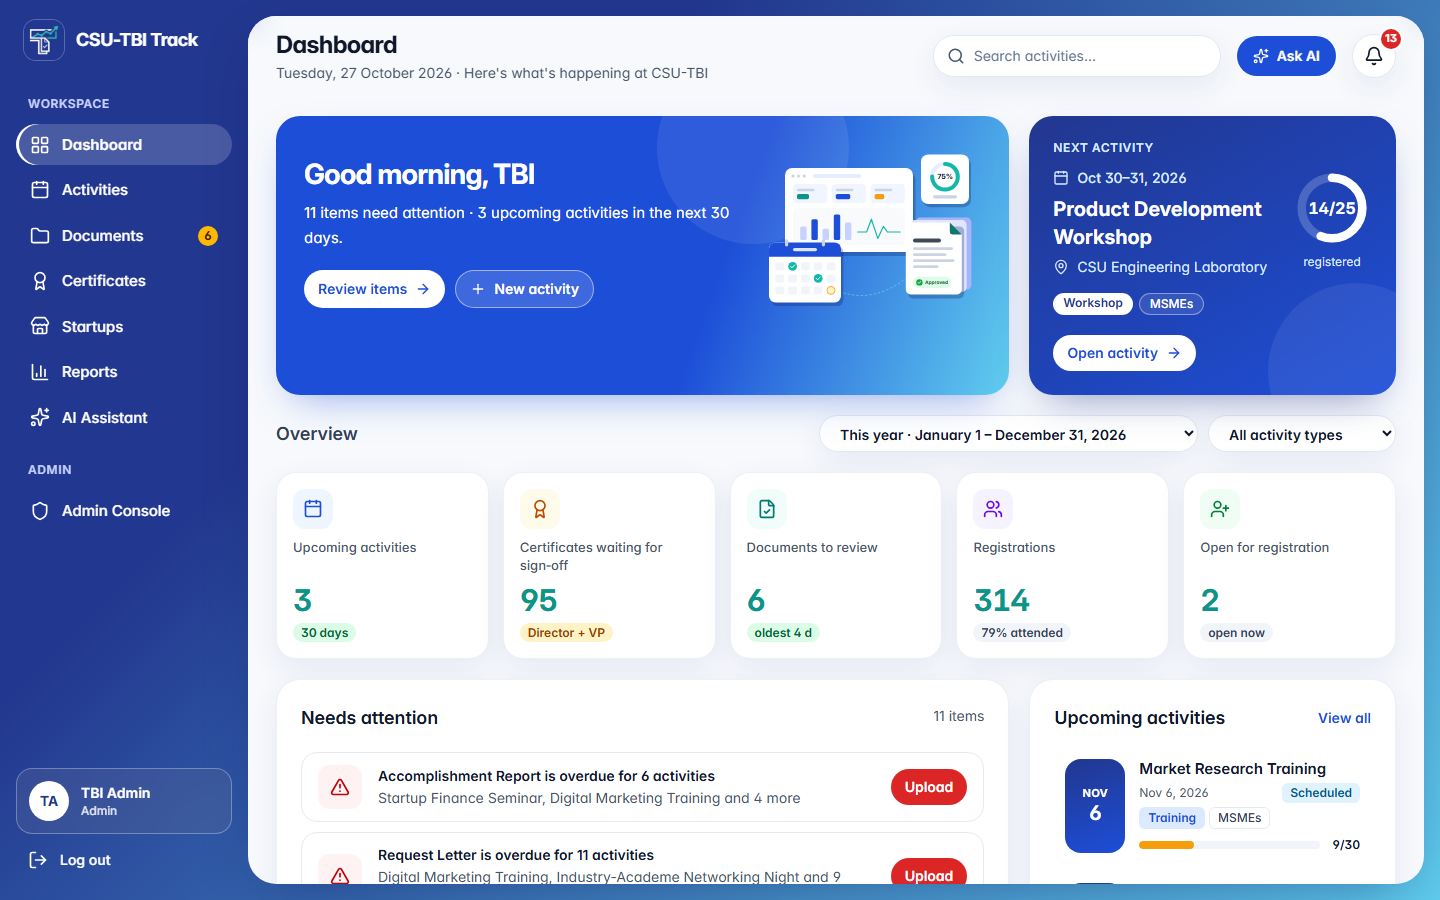 CSU-TBI Track
WORKSPACE
Dashboard
Activities
Documents
6
Certificates
Startups
Reports
AI Assistant
ADMIN
Admin Console
TA
TBI Admin
Admin
Log out
Dashboard
Tuesday, 27 October 2026 · Here's what's happening at CSU-TBI
Search activities...
Ask AI
13
Good morning, TBI
11 items need attention · 3 upcoming activities in the next 30
days.
Review items
New activity
75%
Approved
NEXT ACTIVITY
Oct 30–31, 2026
Product Development
Workshop
CSU Engineering Laboratory
Workshop
MSMEs
Open activity
14/25
registered
Overview
This year · January 1 – December 31, 2026
All activity types
Upcoming activities
3
30 days
Certificates waiting for
sign-off
95
Director + VP
Documents to review
6
oldest 4 d
Registrations
314
79% attended
Open for registration
2
open now
Needs attention
11 items
Accomplishment Report is overdue for 6 activities
Startup Finance Seminar, Digital Marketing Training and 4 more
Upload
Request Letter is overdue for 11 activities
Digital Marketing Training, Industry-Academe Networking Night and 9
Upload
Upcoming activities
View all
NOV
6
Market Research Training
Nov 6, 2026
Scheduled
Training
MSMEs
9/30